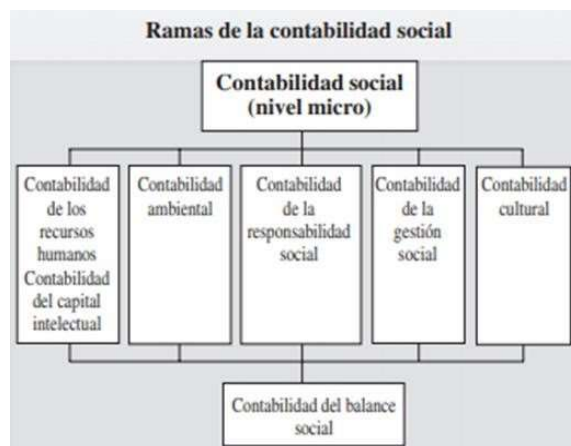 Ramas de la contabilidad social
Contabilidad social
(nivel micro)
Contabilidad
de los
recursos
humanos
Contabilidad
del capital
intelectual
Contabilidad
ambiental
Contabilidad
de la
responsabilidad
social
Contabilidad
de la
gestión
social
Contabilidad
cultural
Contabilidad del balance
social